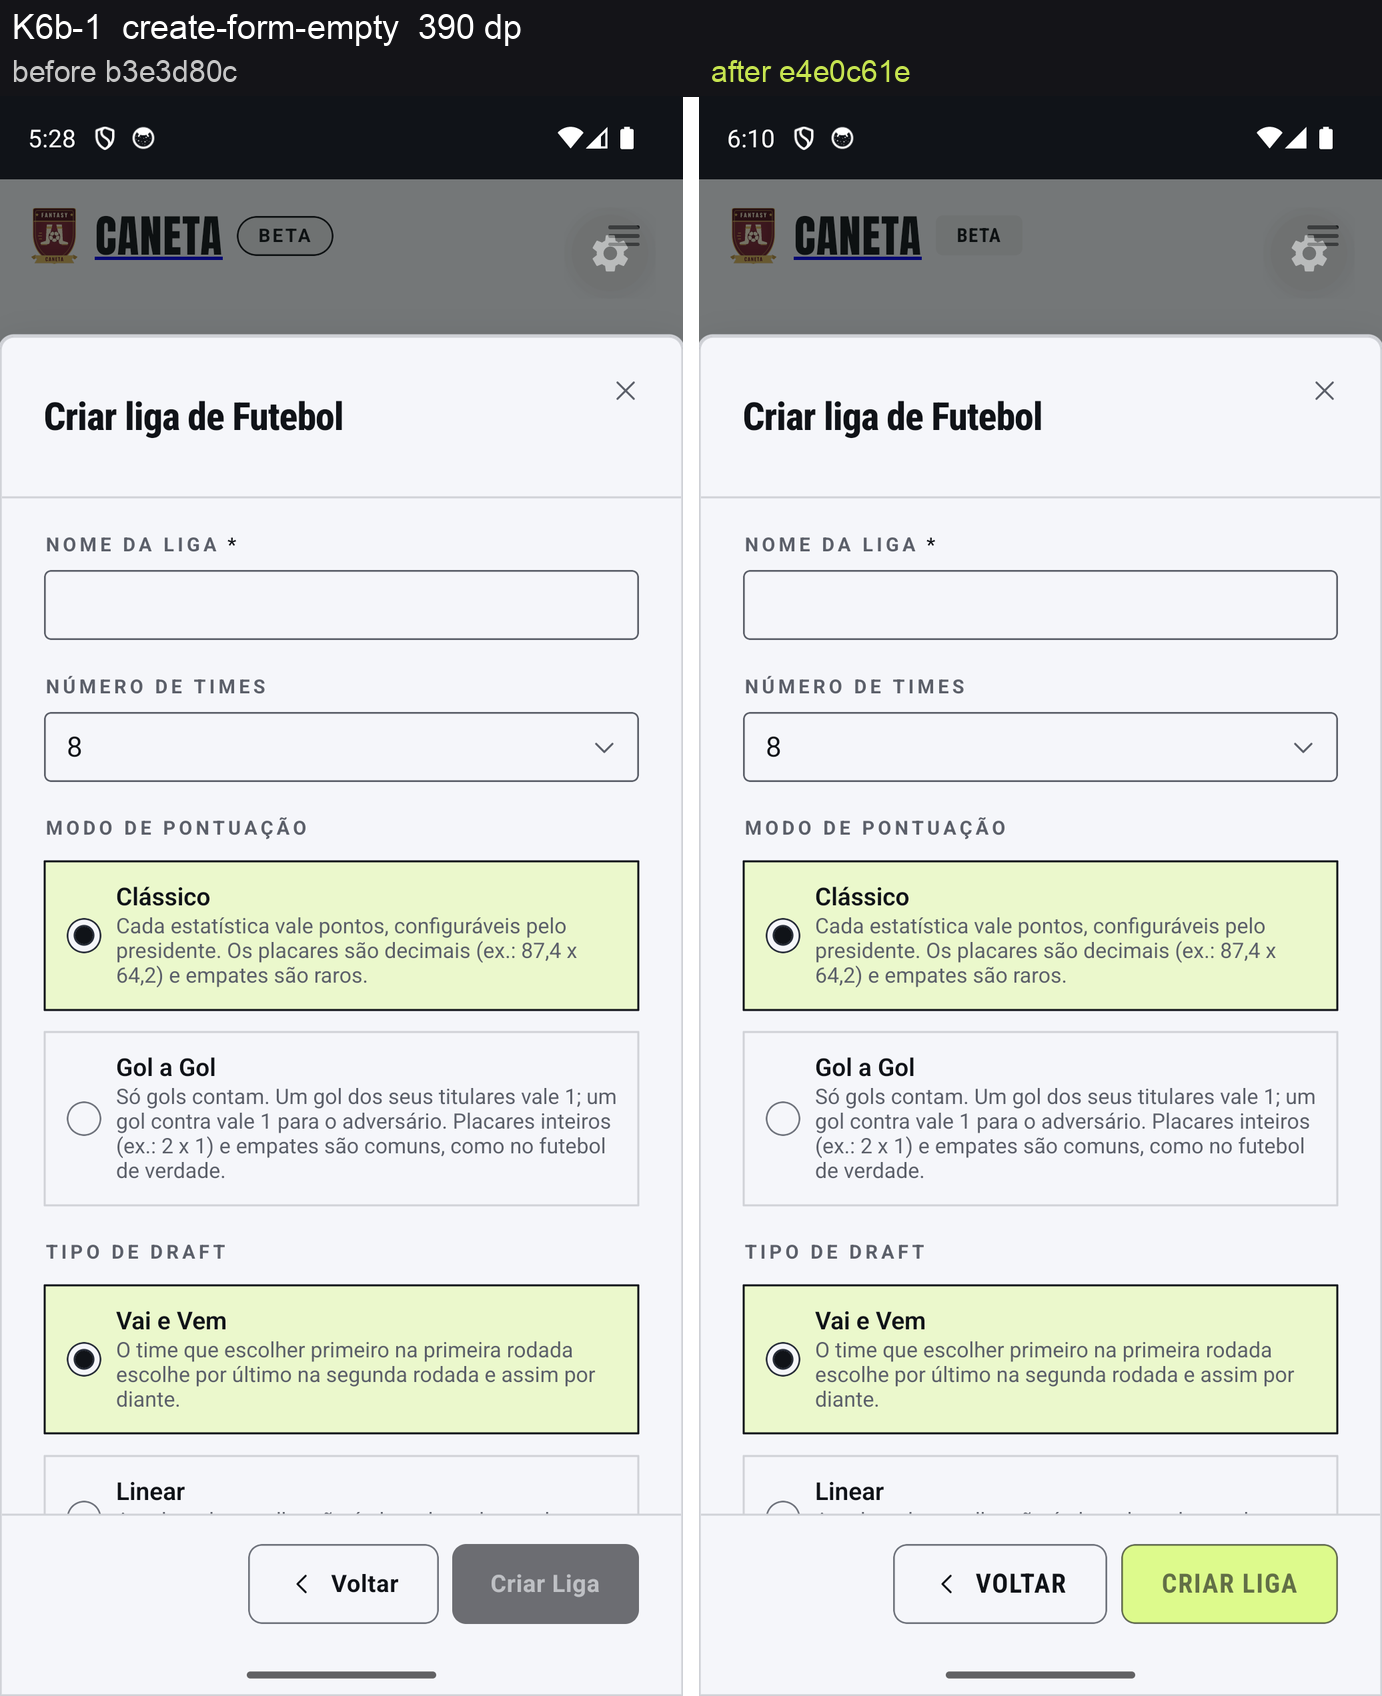 K6b-1 create-form-empty 390 dp
before b3e3d80c
5:28
FANTASY
CANETA
CANETA
BETA
Criar liga de Futebol
NOME DA LIGA *
NÚMERO DE TIMES
8
MODO DE PONTUAÇÃO
Clássico
Cada estatística vale pontos, configuráveis pelo
presidente. Os placares são decimais (ex.: 87,4 x
64,2) e empates são raros.
Gol a Gol
Só gols contam. Um gol dos seus titulares vale 1; um
gol contra vale 1 para o adversário. Placares inteiros
(ex.: 2 x 1) e empates são comuns, como no futebol
de verdade.
TIPO DE DRAFT
Vai e Vem
O time que escolher primeiro na primeira rodada
escolhe por último na segunda rodada e assim por
diante.
Linear
Voltar
Criar Liga
after e4e0c61e
6:10
FANTASY
CANETA
CANETA
BETA
Criar liga de Futebol
NOME DA LIGA *
NÚMERO DE TIMES
8
MODO DE PONTUAÇÃO
Clássico
Cada estatística vale pontos, configuráveis pelo
presidente. Os placares são decimais (ex.: 87,4 x
64,2) e empates são raros.
Gol a Gol
Só gols contam. Um gol dos seus titulares vale 1; um
gol contra vale 1 para o adversário. Placares inteiros
(ex.: 2 x 1) e empates são comuns, como no futebol
de verdade.
TIPO DE DRAFT
Vai e Vem
O time que escolher primeiro na primeira rodada
escolhe por último na segunda rodada e assim por
diante.
Linear
VOLTAR
CRIAR LIGA